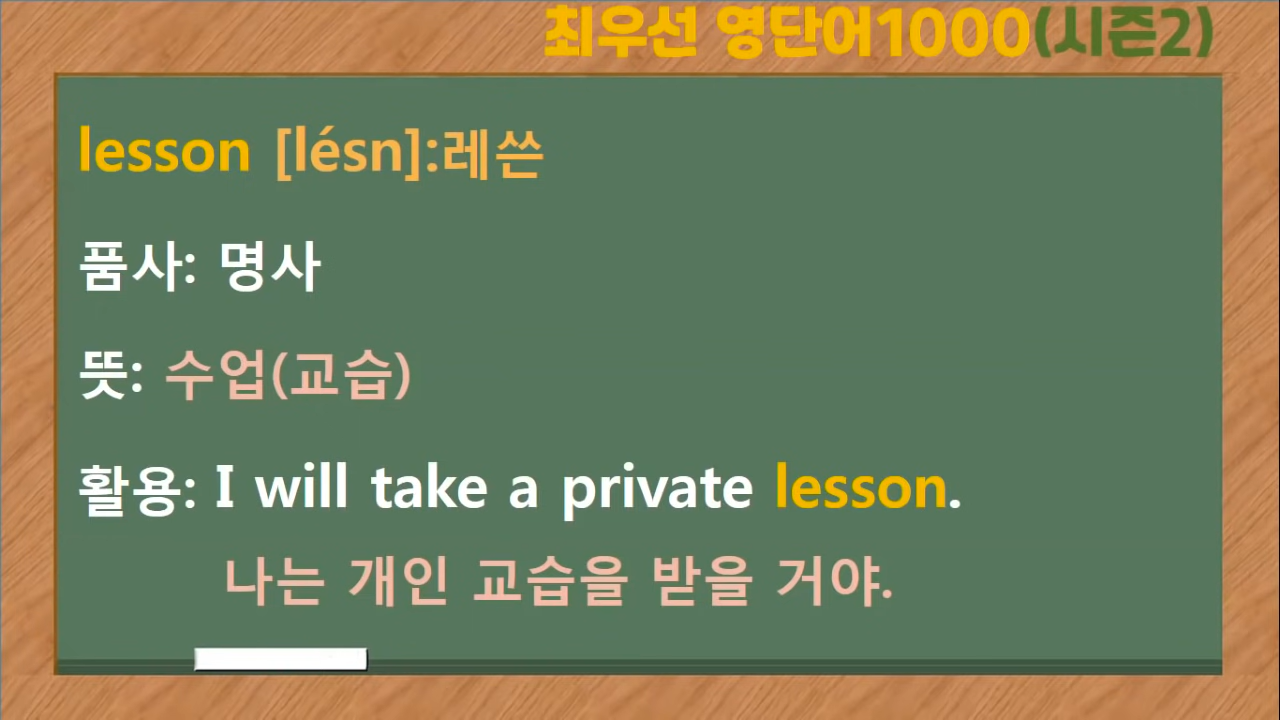 최우선 영단어1000(시즌2)
lesson [lésn]:레쓴
품사: 명사
뜻: 수업(교습)
활용: I will take a private lesson.
나는 개인 교습을 받을 거야.